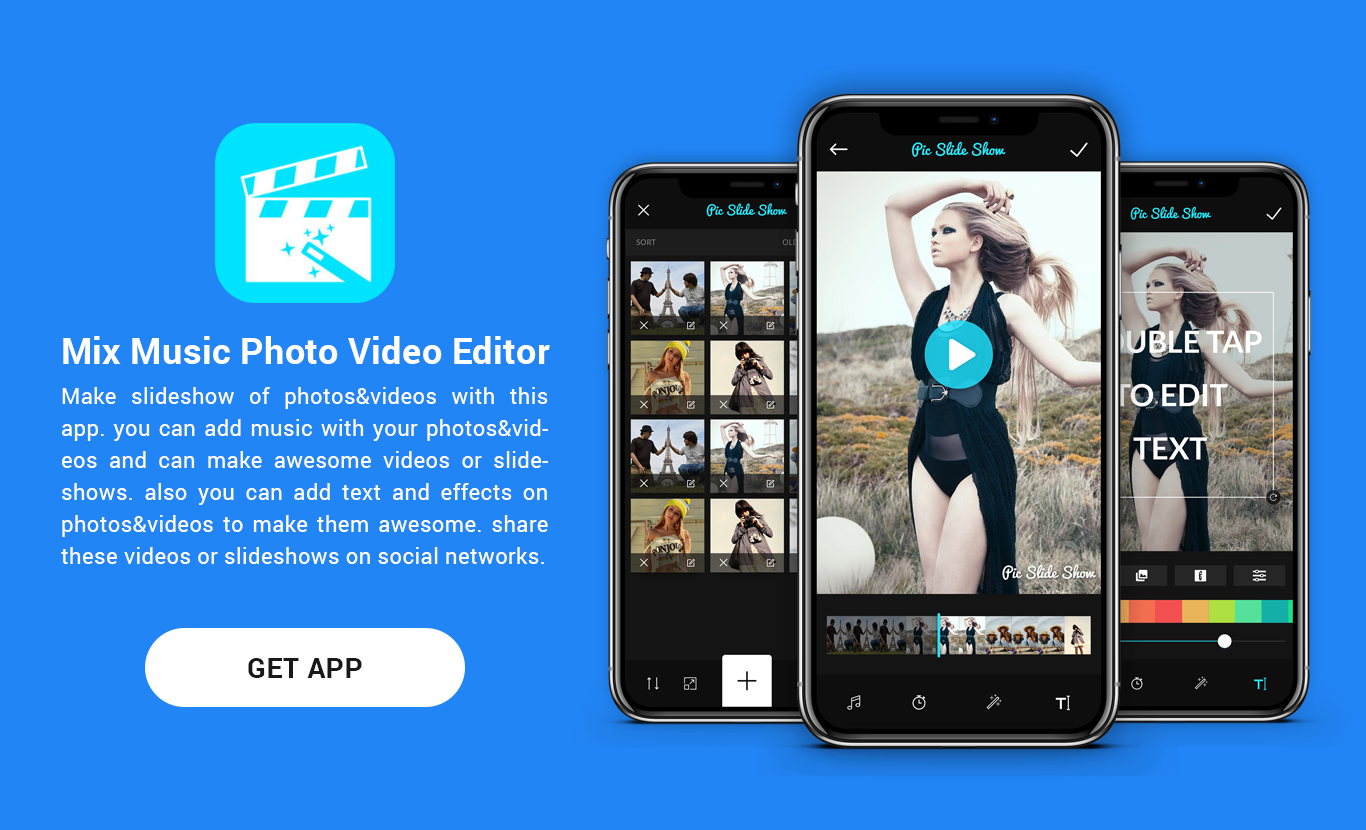 Mix Music Photo Video Editor
Make slideshow of photos&videos with this
app. you can add music with your photos&vid-
eos and can make awesome videos or slide-
shows. also you can add text and effects on
photos&videos to make them awesome. share
these videos or slideshows on social networks.
GET APP
Pic Slide Show
SORT
OLD
Pic Slide Show
Pic Slide Show
Pic Slide Show
UBLE TAP
TO EDIT
TEXT